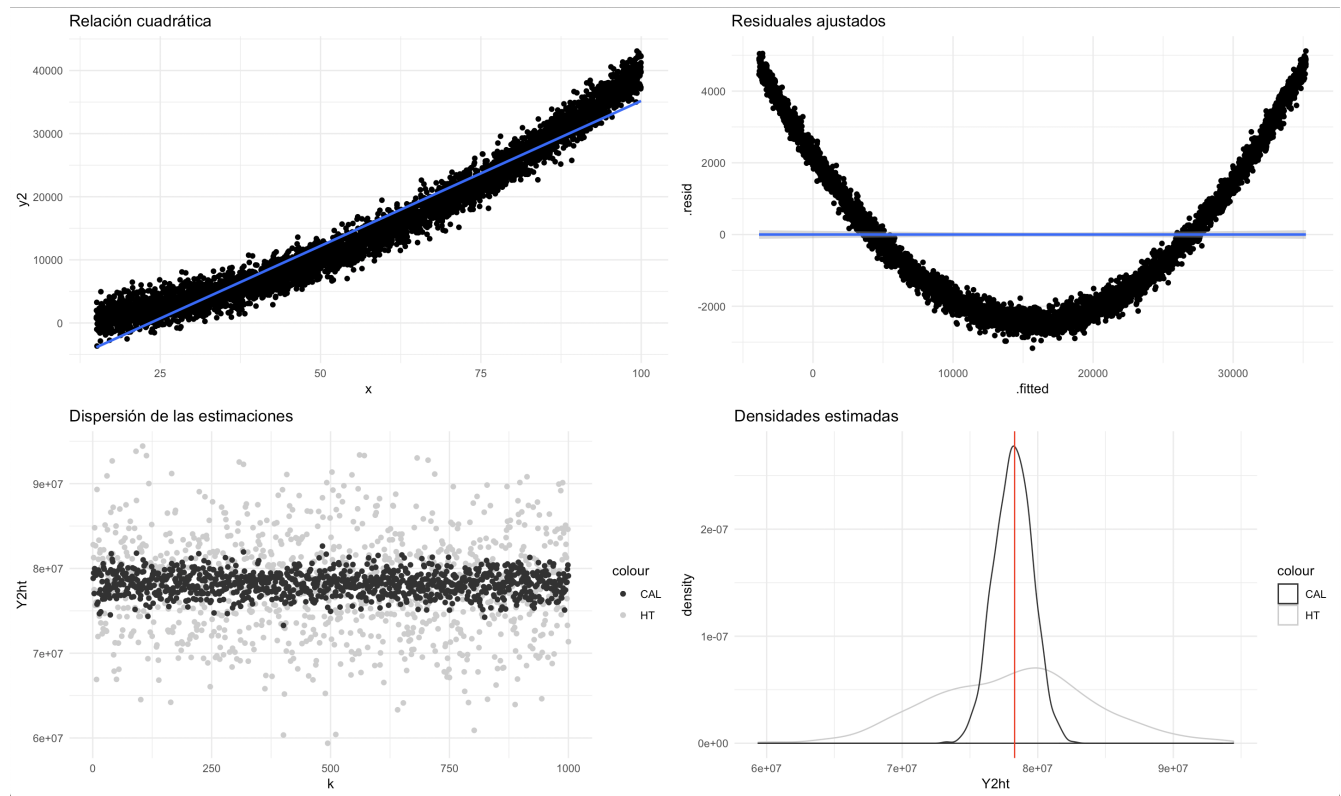 Relación cuadrática
y2
40000
30000
20000
10000
0
25 50 75 100
x
Residuales ajustados
.resid
4000
2000
0
-2000
0 10000 20000 30000
.fitted
Dispersión de las estimaciones
Y2ht
9e+07
8e+07
7e+07
6e+07
0 250 500 750 1000
k
colour
CAL
HT
Densidades estimadas
density
2e-07
1e-07
0e+00
6e+07 7e+07 8e+07 9e+07
Y2ht
colour
CAL
HT